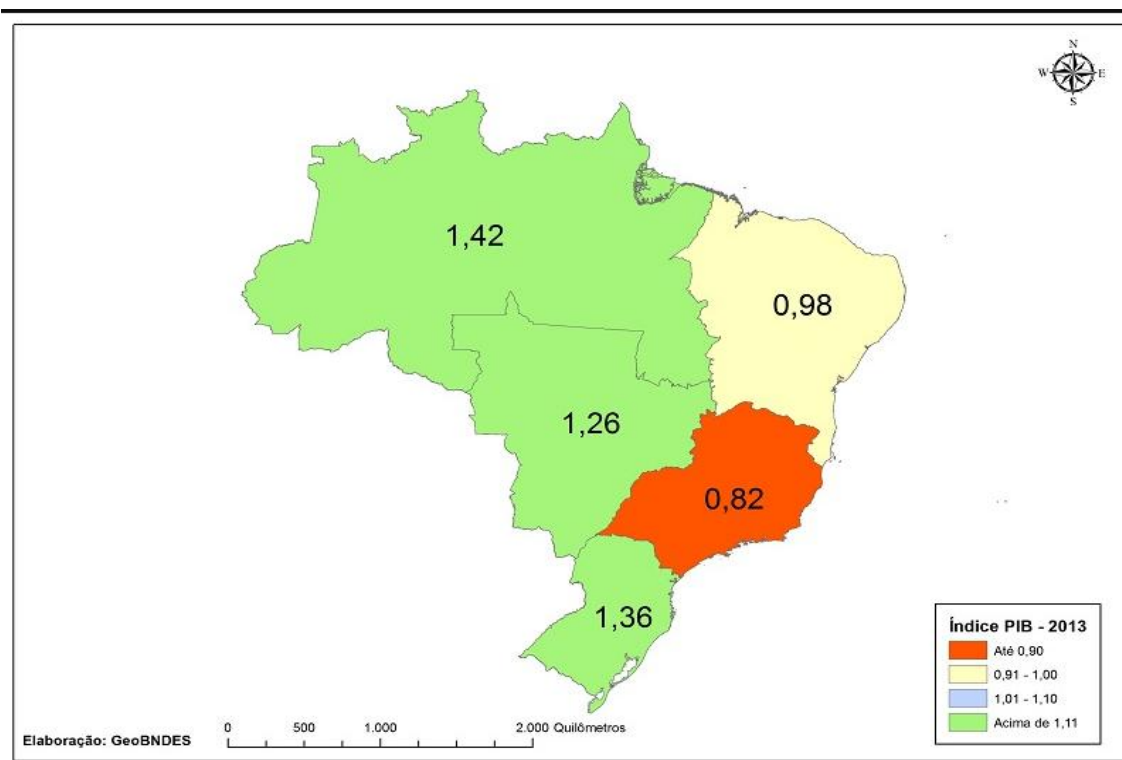 N
W E
S
1,42
0,98
1,26
0,82
1,36
Índice PIB - 2013
Até 0,90
0,91 - 1,00
1,01 - 1,10
Acima de 1,11
0 500 1.000 2.000 Quilômetros
Elaboração: GeoBNDES